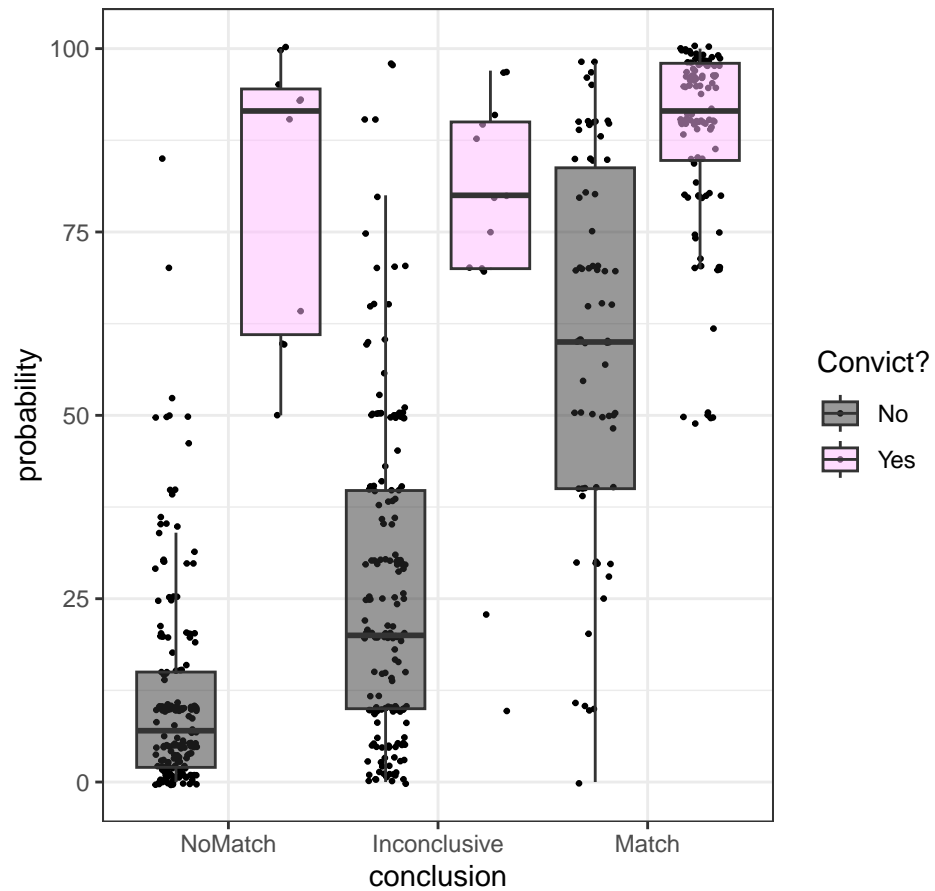 100
75
50
25
0
probability
NoMatch
Inconclusive
Match
conclusion
Convict?
No
Yes